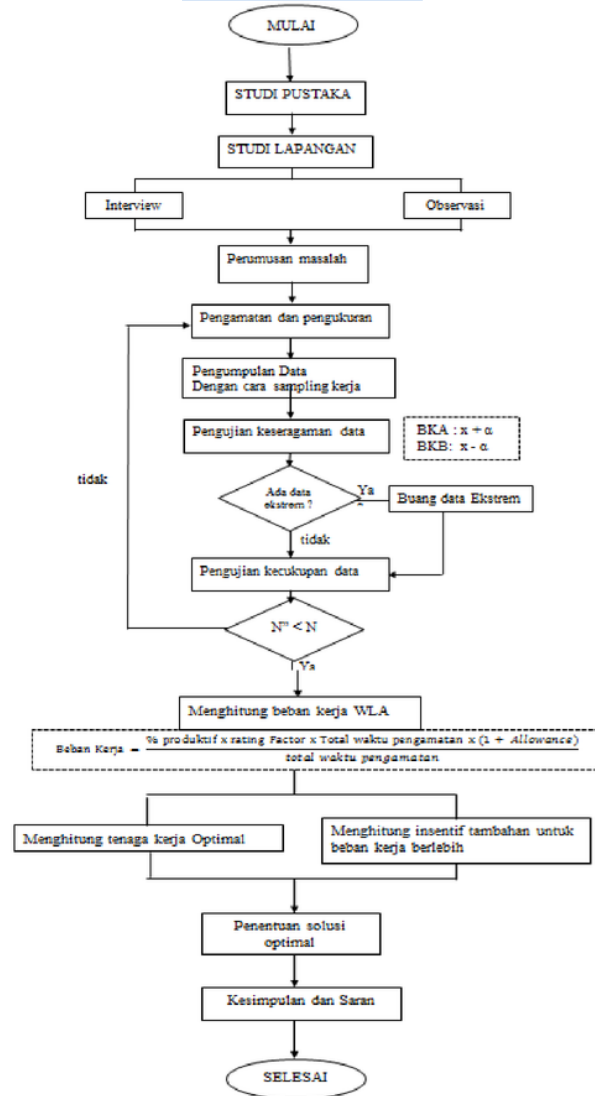 MULAI
STUDI PUSTAKA
STUDI LAPANGAN
Interview
Observasi
Perumusan masalah
Pengamatan dan pengukuran
Pengumpulan Data
Dengan cara sampling kerja
Pengujian keseragaman data
BKA : x + α
BKB: x - α
tidak
Ada data
ekstrem ?
Ya
Buang data Ekstrem
tidak
Pengujian kecukupan data
N" < N
Ya
Menghitung beban kerja WLA
Beban Kerja = % produktif x rating Factor x Total waktu pengamatan x (1 + Allowance)
total waktu pengamatan
Menghitung tenaga kerja Optimal
Menghitung insentif tambahan untuk
beban kerja berlebih
Penentuan solusi
optimal
Kesimpulan dan Saran
SELESAI